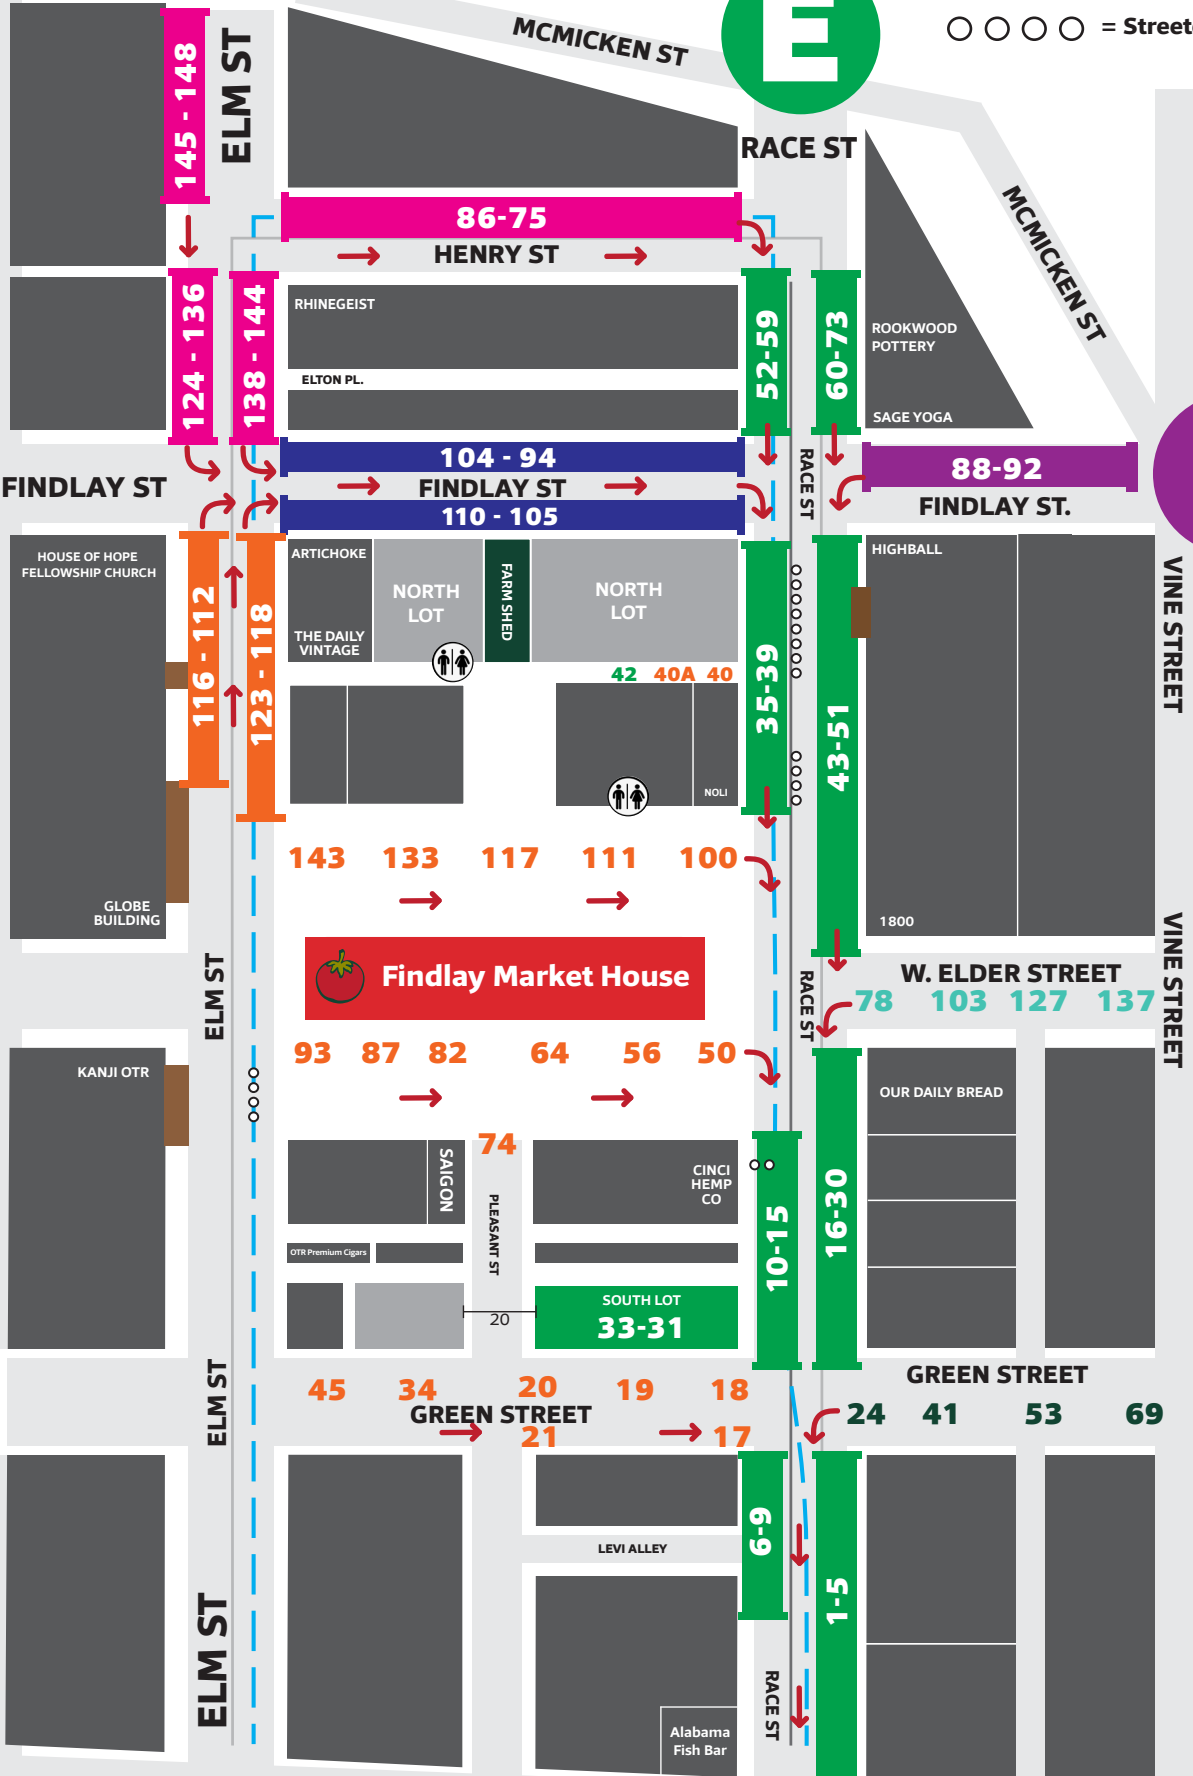 E
= Street
MCMICKEN ST
ELM ST
145 - 148
RACE ST
MCMICKEN ST
86-75
HENRY ST
124 - 136
138 - 144
RHINEGEIST
ELTON PL.
52-59
60-73
ROOKWOOD
POTTERY
SAGE YOGA
104 - 94
FINDLAY ST
FINDLAY ST
110 - 105
RACE ST
88-92
FINDLAY ST.
HOUSE OF HOPE
FELLOWSHIP CHURCH
116 - 112
123 - 118
ARTICHOKE
THE DAILY
VINTAGE
NORTH
LOT
FARM SHED
NORTH
LOT
42
40A
40
35-39
43-51
HIGHBALL
VINE STREET
NOLI
143
133
117
111
100
GLOBE
BUILDING
1800
Findlay Market House
ELM ST
RACE ST
W. ELDER STREET
78
103
127
137
VINE STREET
93
87
82
64
56
50
KANJI OTR
OUR DAILY BREAD
74
SAIGON
PLEASANT ST
CINCI
HEMP
CO
10-15
16-30
OTR Premium Cigars
SOUTH LOT
33-31
20
ELM ST
45
34
20
19
18
GREEN STREET
21
17
GREEN STREET
24
41
53
69
6-9
1-5
LEVI ALLEY
ELM ST
RACE ST
Alabama
Fish Bar